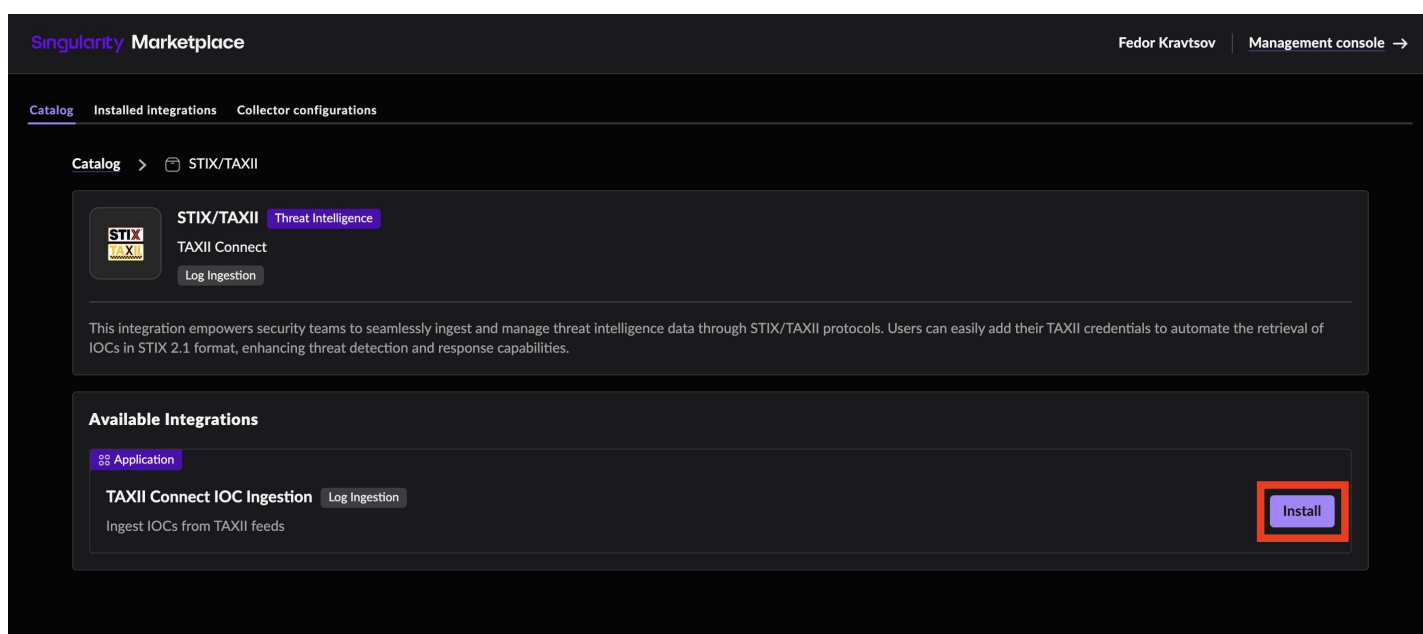 Singularity Marketplace
Fedor Kravtsov
Management console →
Catalog
Installed integrations
Collector configurations
Catalog > STIX/TAXII
STIX
TAXII
STIX/TAXII Threat Intelligence
TAXII Connect
Log Ingestion
This integration empowers security teams to seamlessly ingest and manage threat intelligence data through STIX/TAXII protocols. Users can easily add their TAXII credentials to automate the retrieval of
IOCs in STIX 2.1 format, enhancing threat detection and response capabilities.
Available Integrations
Application
TAXII Connect IOC Ingestion Log Ingestion
Ingest IOCs from TAXII feeds
Install